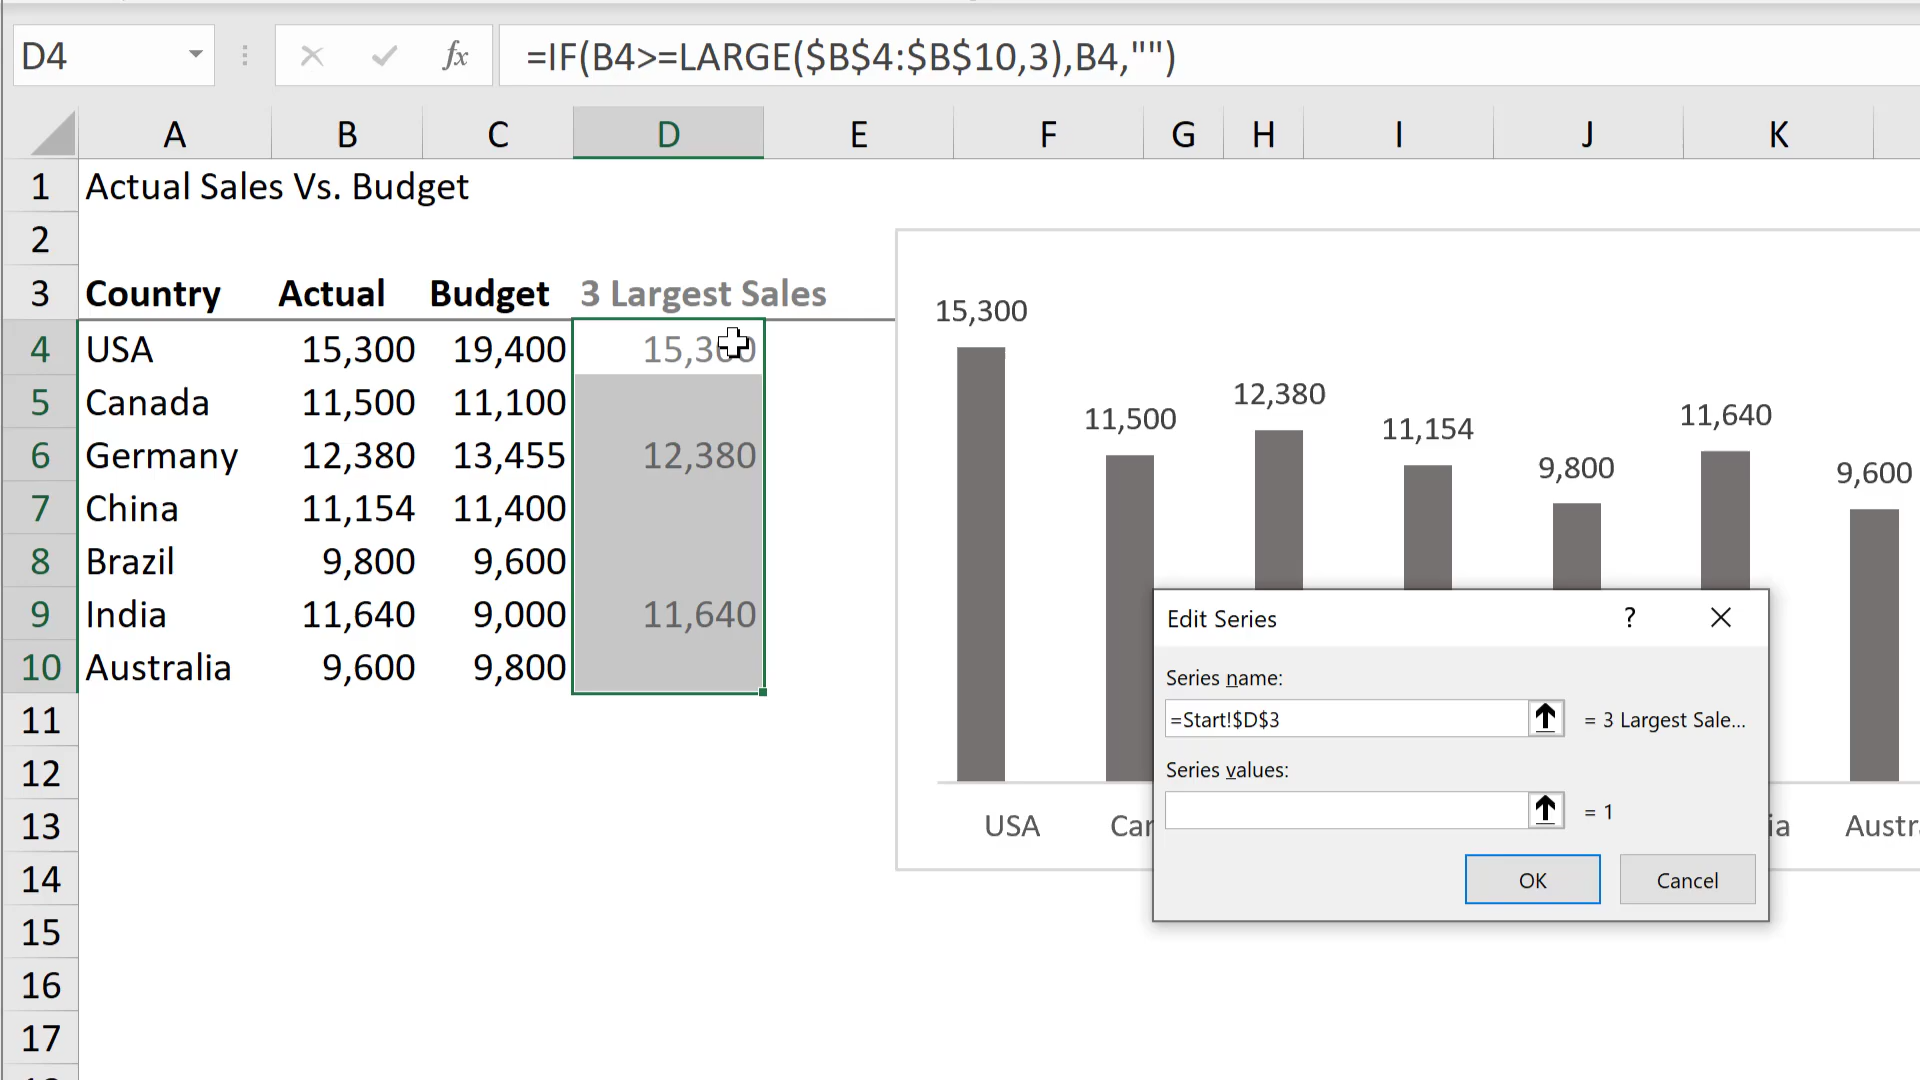 D4
fx
=IF(B4>=LARGE($B$4:$B$10,3),B4,"")
A B C D E F G H I J K
1 Actual Sales Vs. Budget
2
3 Country Actual Budget 3 Largest Sales
4 USA 15,300 19,400
5 Canada 11,500 11,100
6 Germany 12,380 13,455 12,380
7 China 11,154 11,400
8 Brazil 9,800 9,600
9 India 11,640 9,000 11,640
10 Australia 9,600 9,800
11
12
13
14
15
16
17
15,300
11,500
12,380
11,154
9,800
11,640
9,600
USA
Edit Series
?
Series name:
=Start!$D$3
= 3 Largest Sale...
Series values:
= 1
OK
Cancel